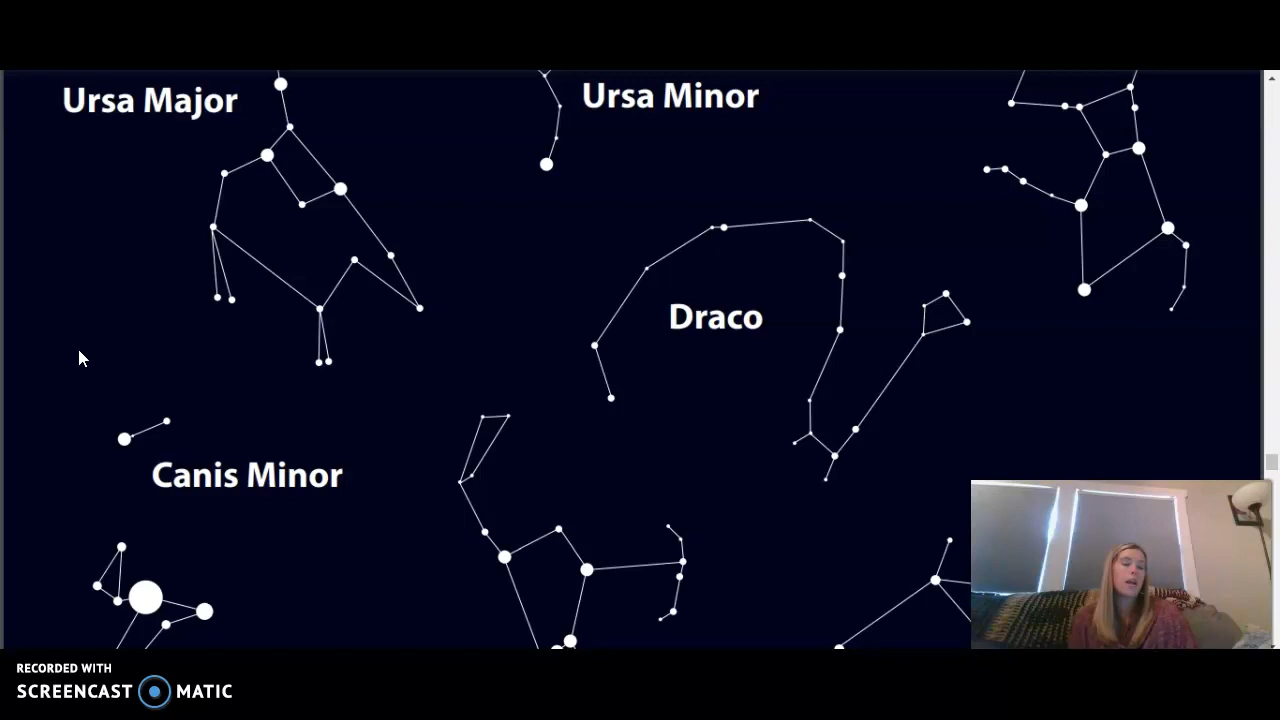 Ursa Major
Ursa Minor
Draco
Canis Minor
RECORDED WITH
SCREENCAST MATIC